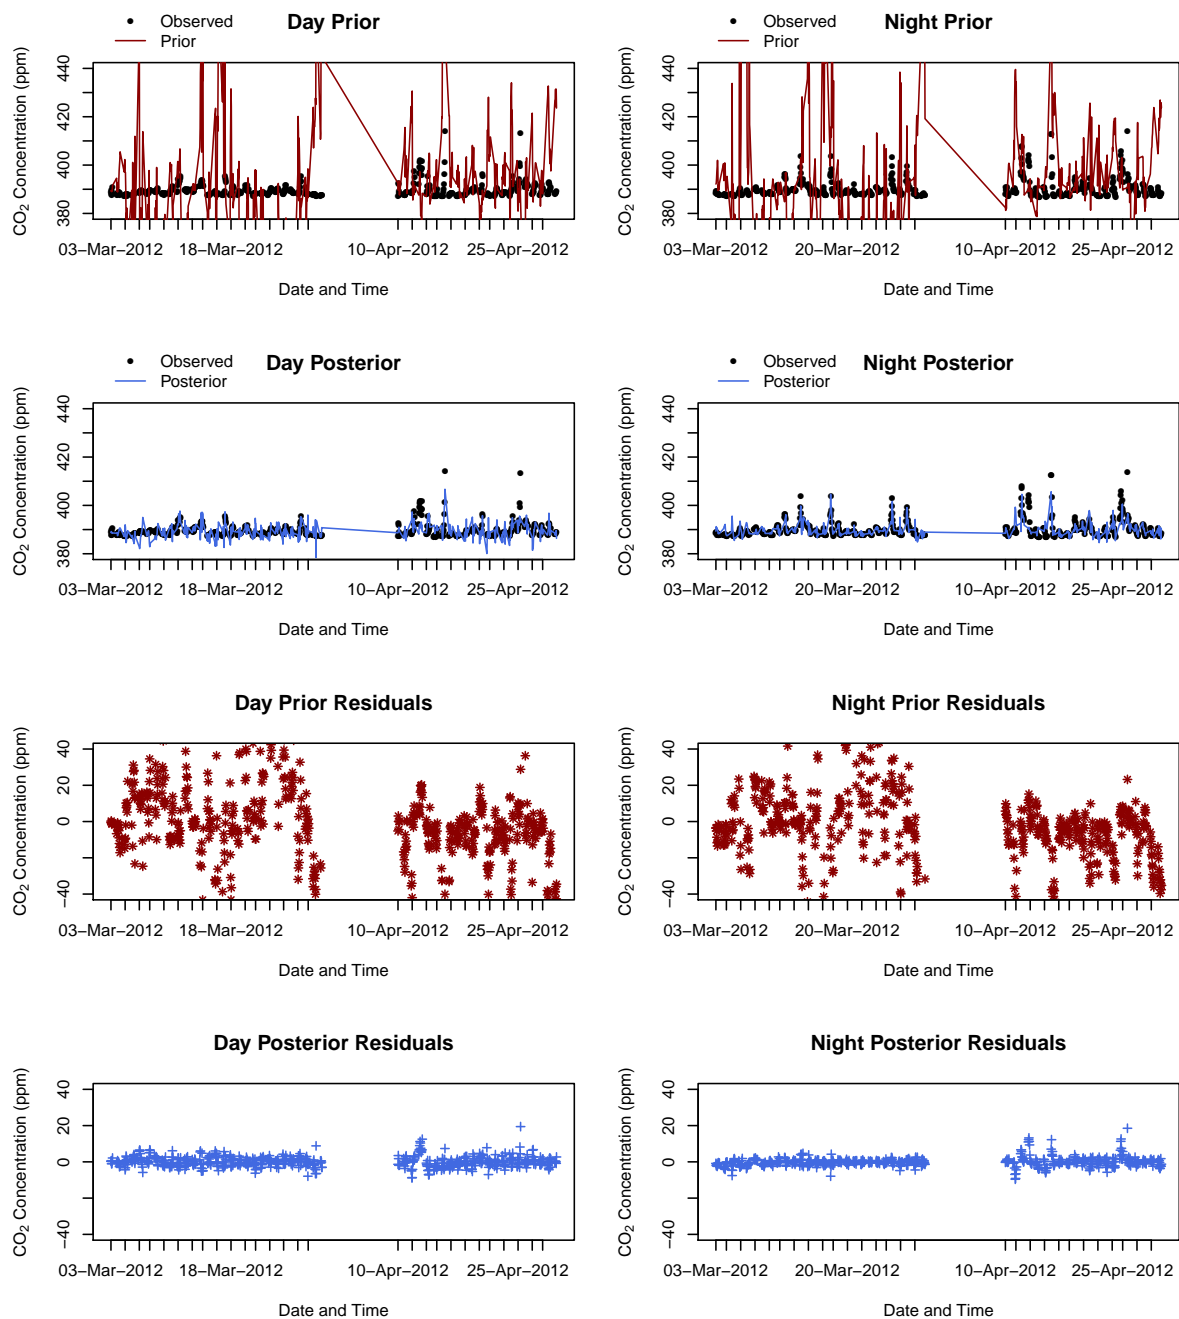 Day Prior
Observed
Prior
CO₂ Concentration (ppm)
440
420
400
380
03−Mar−2012 18−Mar−2012 10−Apr−2012 25−Apr−2012
Date and Time
Night Prior
Observed
Prior
CO₂ Concentration (ppm)
440
420
400
380
03−Mar−2012 20−Mar−2012 10−Apr−2012 25−Apr−2012
Date and Time
Day Posterior
Observed
Posterior
CO₂ Concentration (ppm)
440
420
400
380
03−Mar−2012 18−Mar−2012 10−Apr−2012 25−Apr−2012
Date and Time
Night Posterior
Observed
Posterior
CO₂ Concentration (ppm)
440
420
400
380
03−Mar−2012 20−Mar−2012 10−Apr−2012 25−Apr−2012
Date and Time
Day Prior Residuals
CO₂ Concentration (ppm)
40
20
0
−40
03−Mar−2012 18−Mar−2012 10−Apr−2012 25−Apr−2012
Date and Time
Night Prior Residuals
CO₂ Concentration (ppm)
40
20
0
−40
03−Mar−2012 20−Mar−2012 10−Apr−2012 25−Apr−2012
Date and Time
Day Posterior Residuals
CO₂ Concentration (ppm)
40
20
0
−40
03−Mar−2012 18−Mar−2012 10−Apr−2012 25−Apr−2012
Date and Time
Night Posterior Residuals
CO₂ Concentration (ppm)
40
20
0
−40
03−Mar−2012 20−Mar−2012 10−Apr−2012 25−Apr−2012
Date and Time